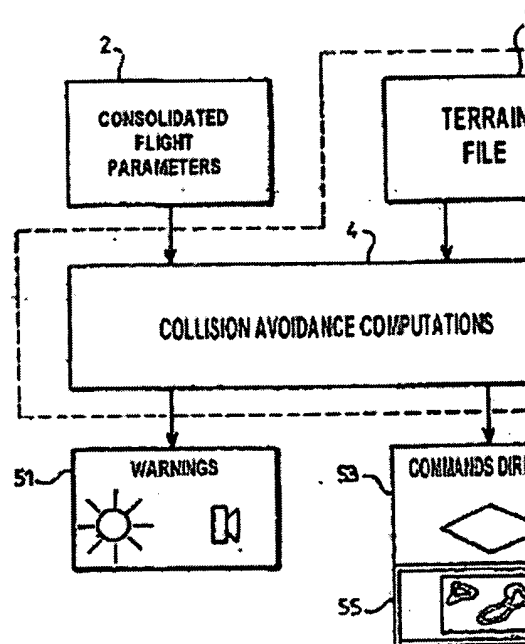 2
CONSOLIDATED
FLIGHT
PARAMETERS
TERRAIN
FILE
4
COLLISION AVOIDANCE COMPUTATIONS
51
WARNINGS
53
COMMANDS DIR
55